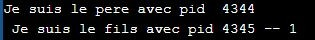 Je suis le pere avec pid  4344
 Je suis le fils avec pid 4345 -- 1